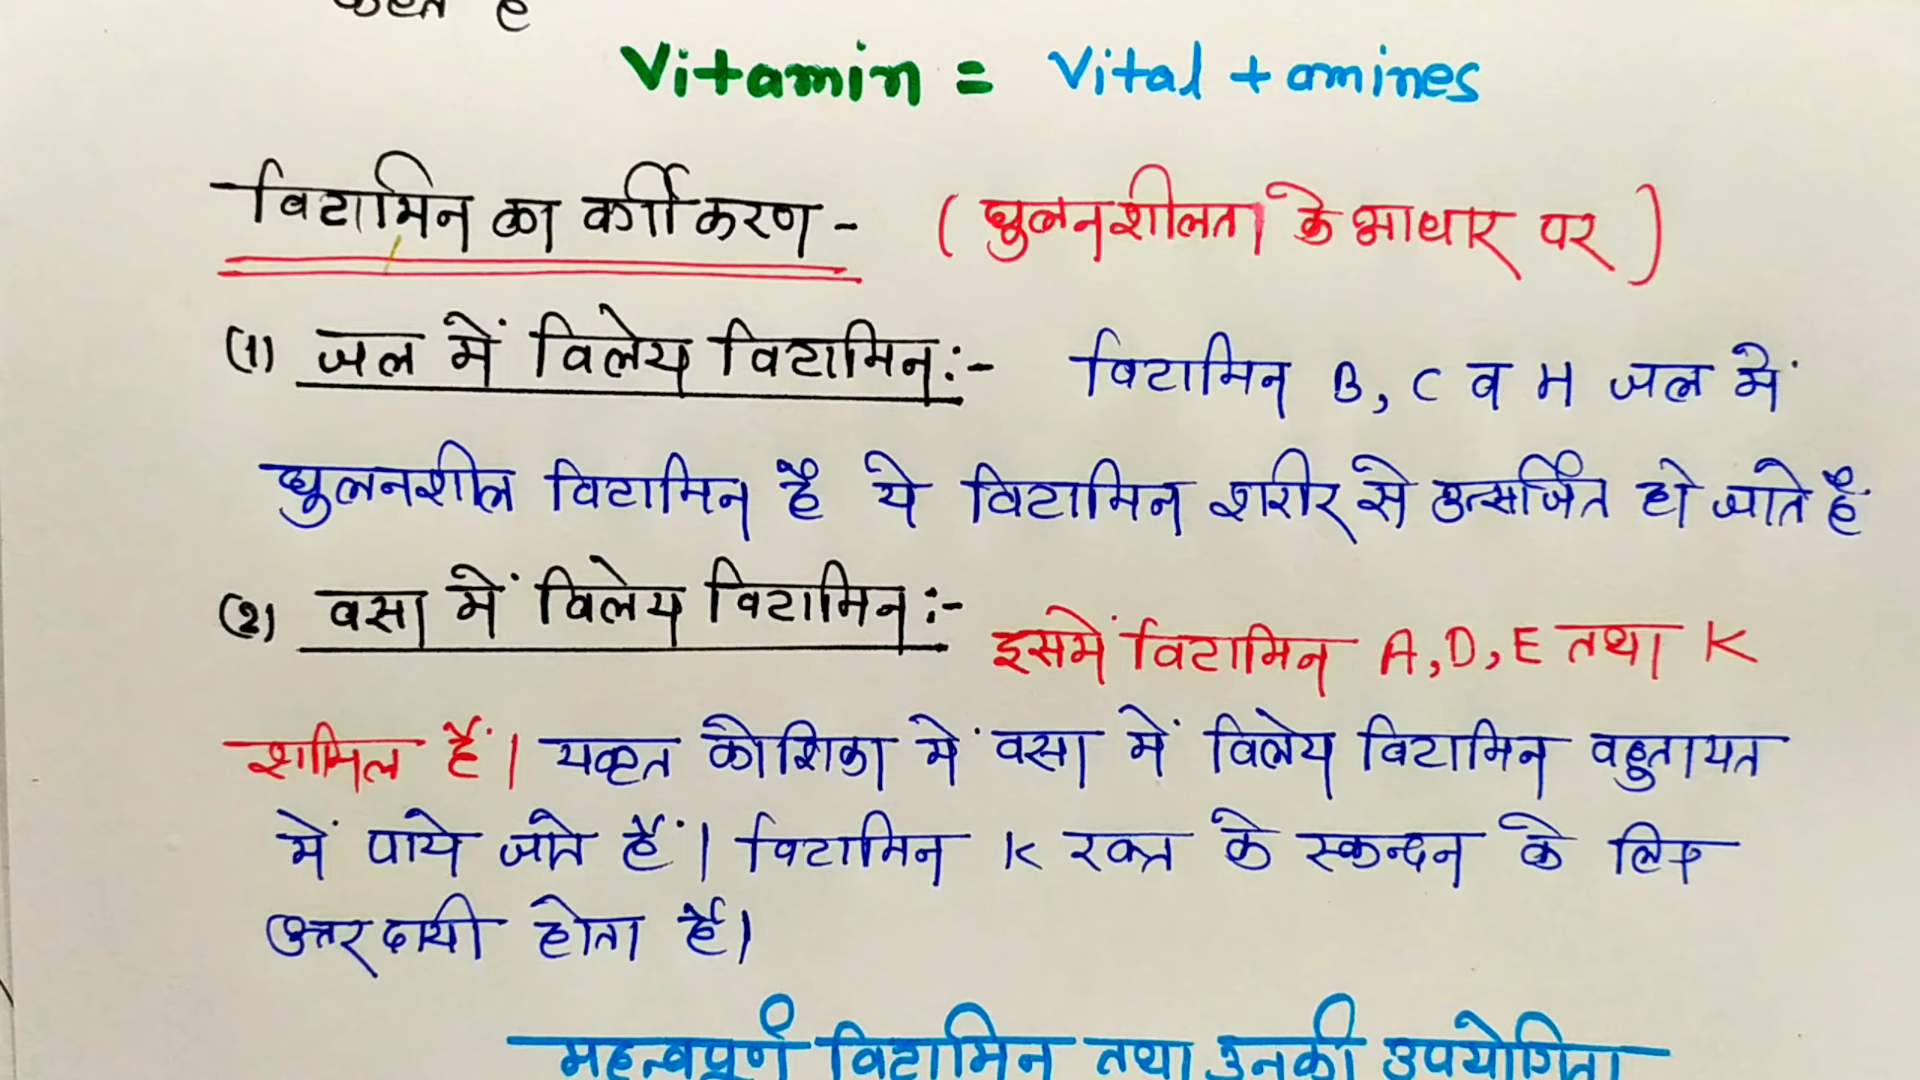 कहते है
Vitamin = Vital + amines
विटामिन का वर्गीकरण - (घुलनशीलता के आधार पर)
(1) जल में विलेय विटामिन:- विटामिन B, C व M जल में
घुलनशील विटामिन है ये विटामिन शरीर से उत्सर्जित हो जाते है
(2) वसा में विलेय विटामिन:- इसमें विटामिन A, D, E तथा K
शामिल हैं। यकृत कोशिका में वसा में विलेय विटामिन बहुतायत
में पाये जाते हैं। विटामिन K रक्त के स्कन्दन के लिए
उत्तरदायी होता है।
महत्वपूर्ण विटामिन तथा उनकी उपयोगिता